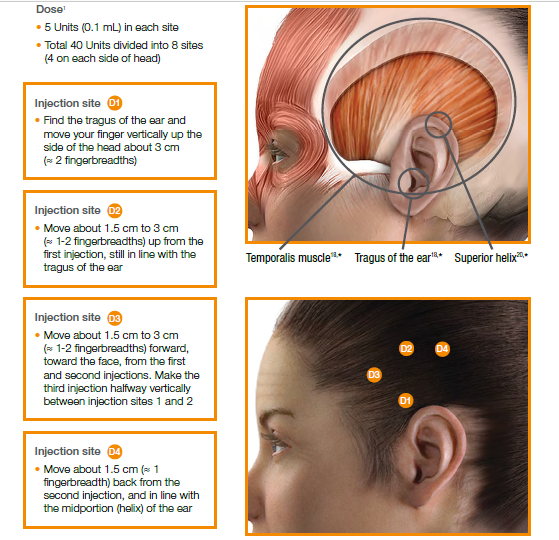 Dose¹
• 5 Units (0.1 mL) in each site
• Total 40 Units divided into 8 sites
(4 on each side of head)
Injection site D1
• Find the tragus of the ear and
move your finger vertically up the
side of the head about 3 cm
(≈ 2 fingerbreadths)
Injection site D2
• Move about 1.5 cm to 3 cm
(≈ 1-2 fingerbreadths) up from the
first injection, still in line with the
tragus of the ear
Injection site D3
• Move about 1.5 cm to 3 cm
(≈ 1-2 fingerbreadths) forward,
toward the face, from the first
and second injections. Make the
third injection halfway vertically
between injection sites 1 and 2
Injection site D4
• Move about 1.5 cm (≈ 1
fingerbreadth) back from the
second injection, and in line with
the midportion (helix) of the ear
Temporalis muscle¹⁸,* Tragus of the ear¹⁸,* Superior helix²⁰,*
D2 D4
D3
D1